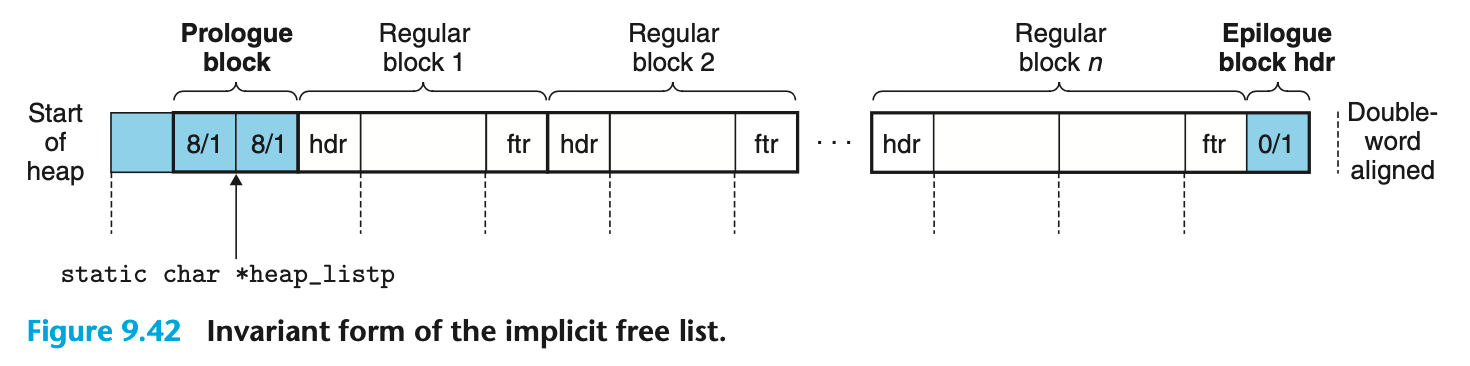 Prologue
block
Regular
block 1
Regular
block 2
Regular
block n
Epilogue
block hdr
Start
of
heap
8/1 8/1 hdr ftr hdr ftr ··· hdr ftr 0/1
Double-
word
aligned
static char *heap_listp
Figure 9.42 Invariant form of the implicit free list.